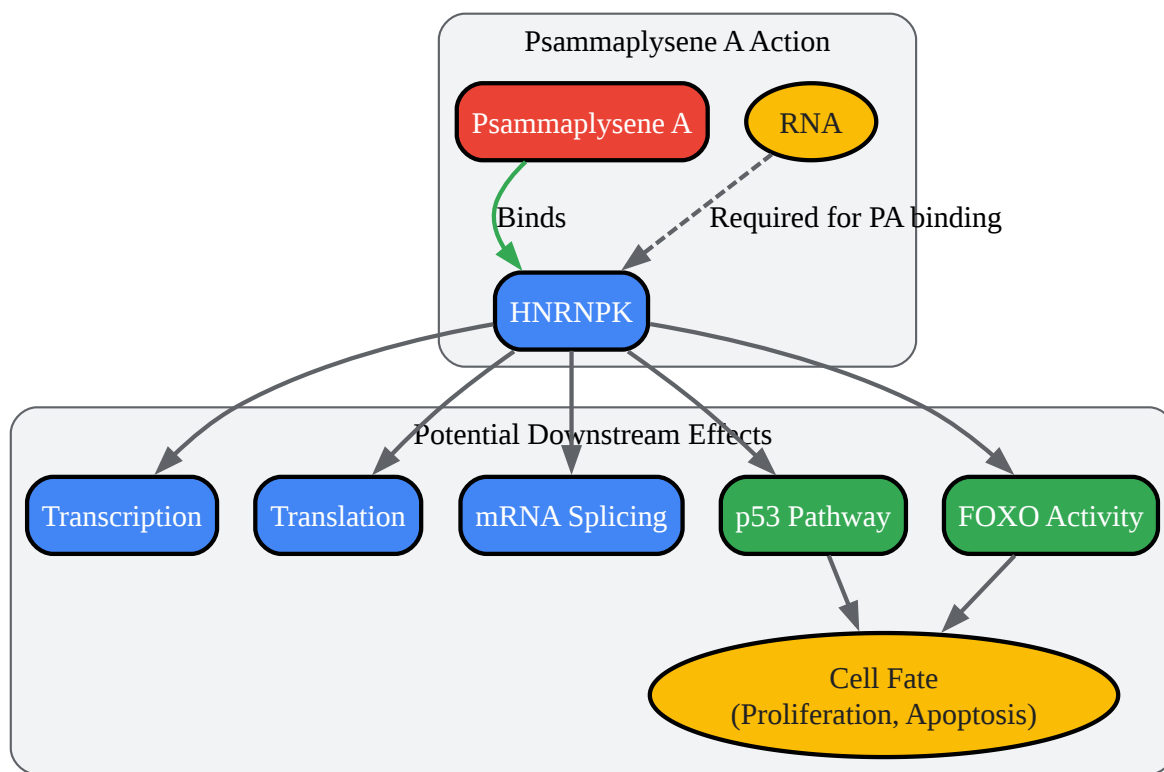 Psammaplysene A Action
Psammaplysene A
RNA
Binds
Required for PA binding
HNRNPK
Potential Downstream Effects
Transcription
Translation
mRNA Splicing
p53 Pathway
FOXO Activity
Cell Fate
(Proliferation, Apoptosis)